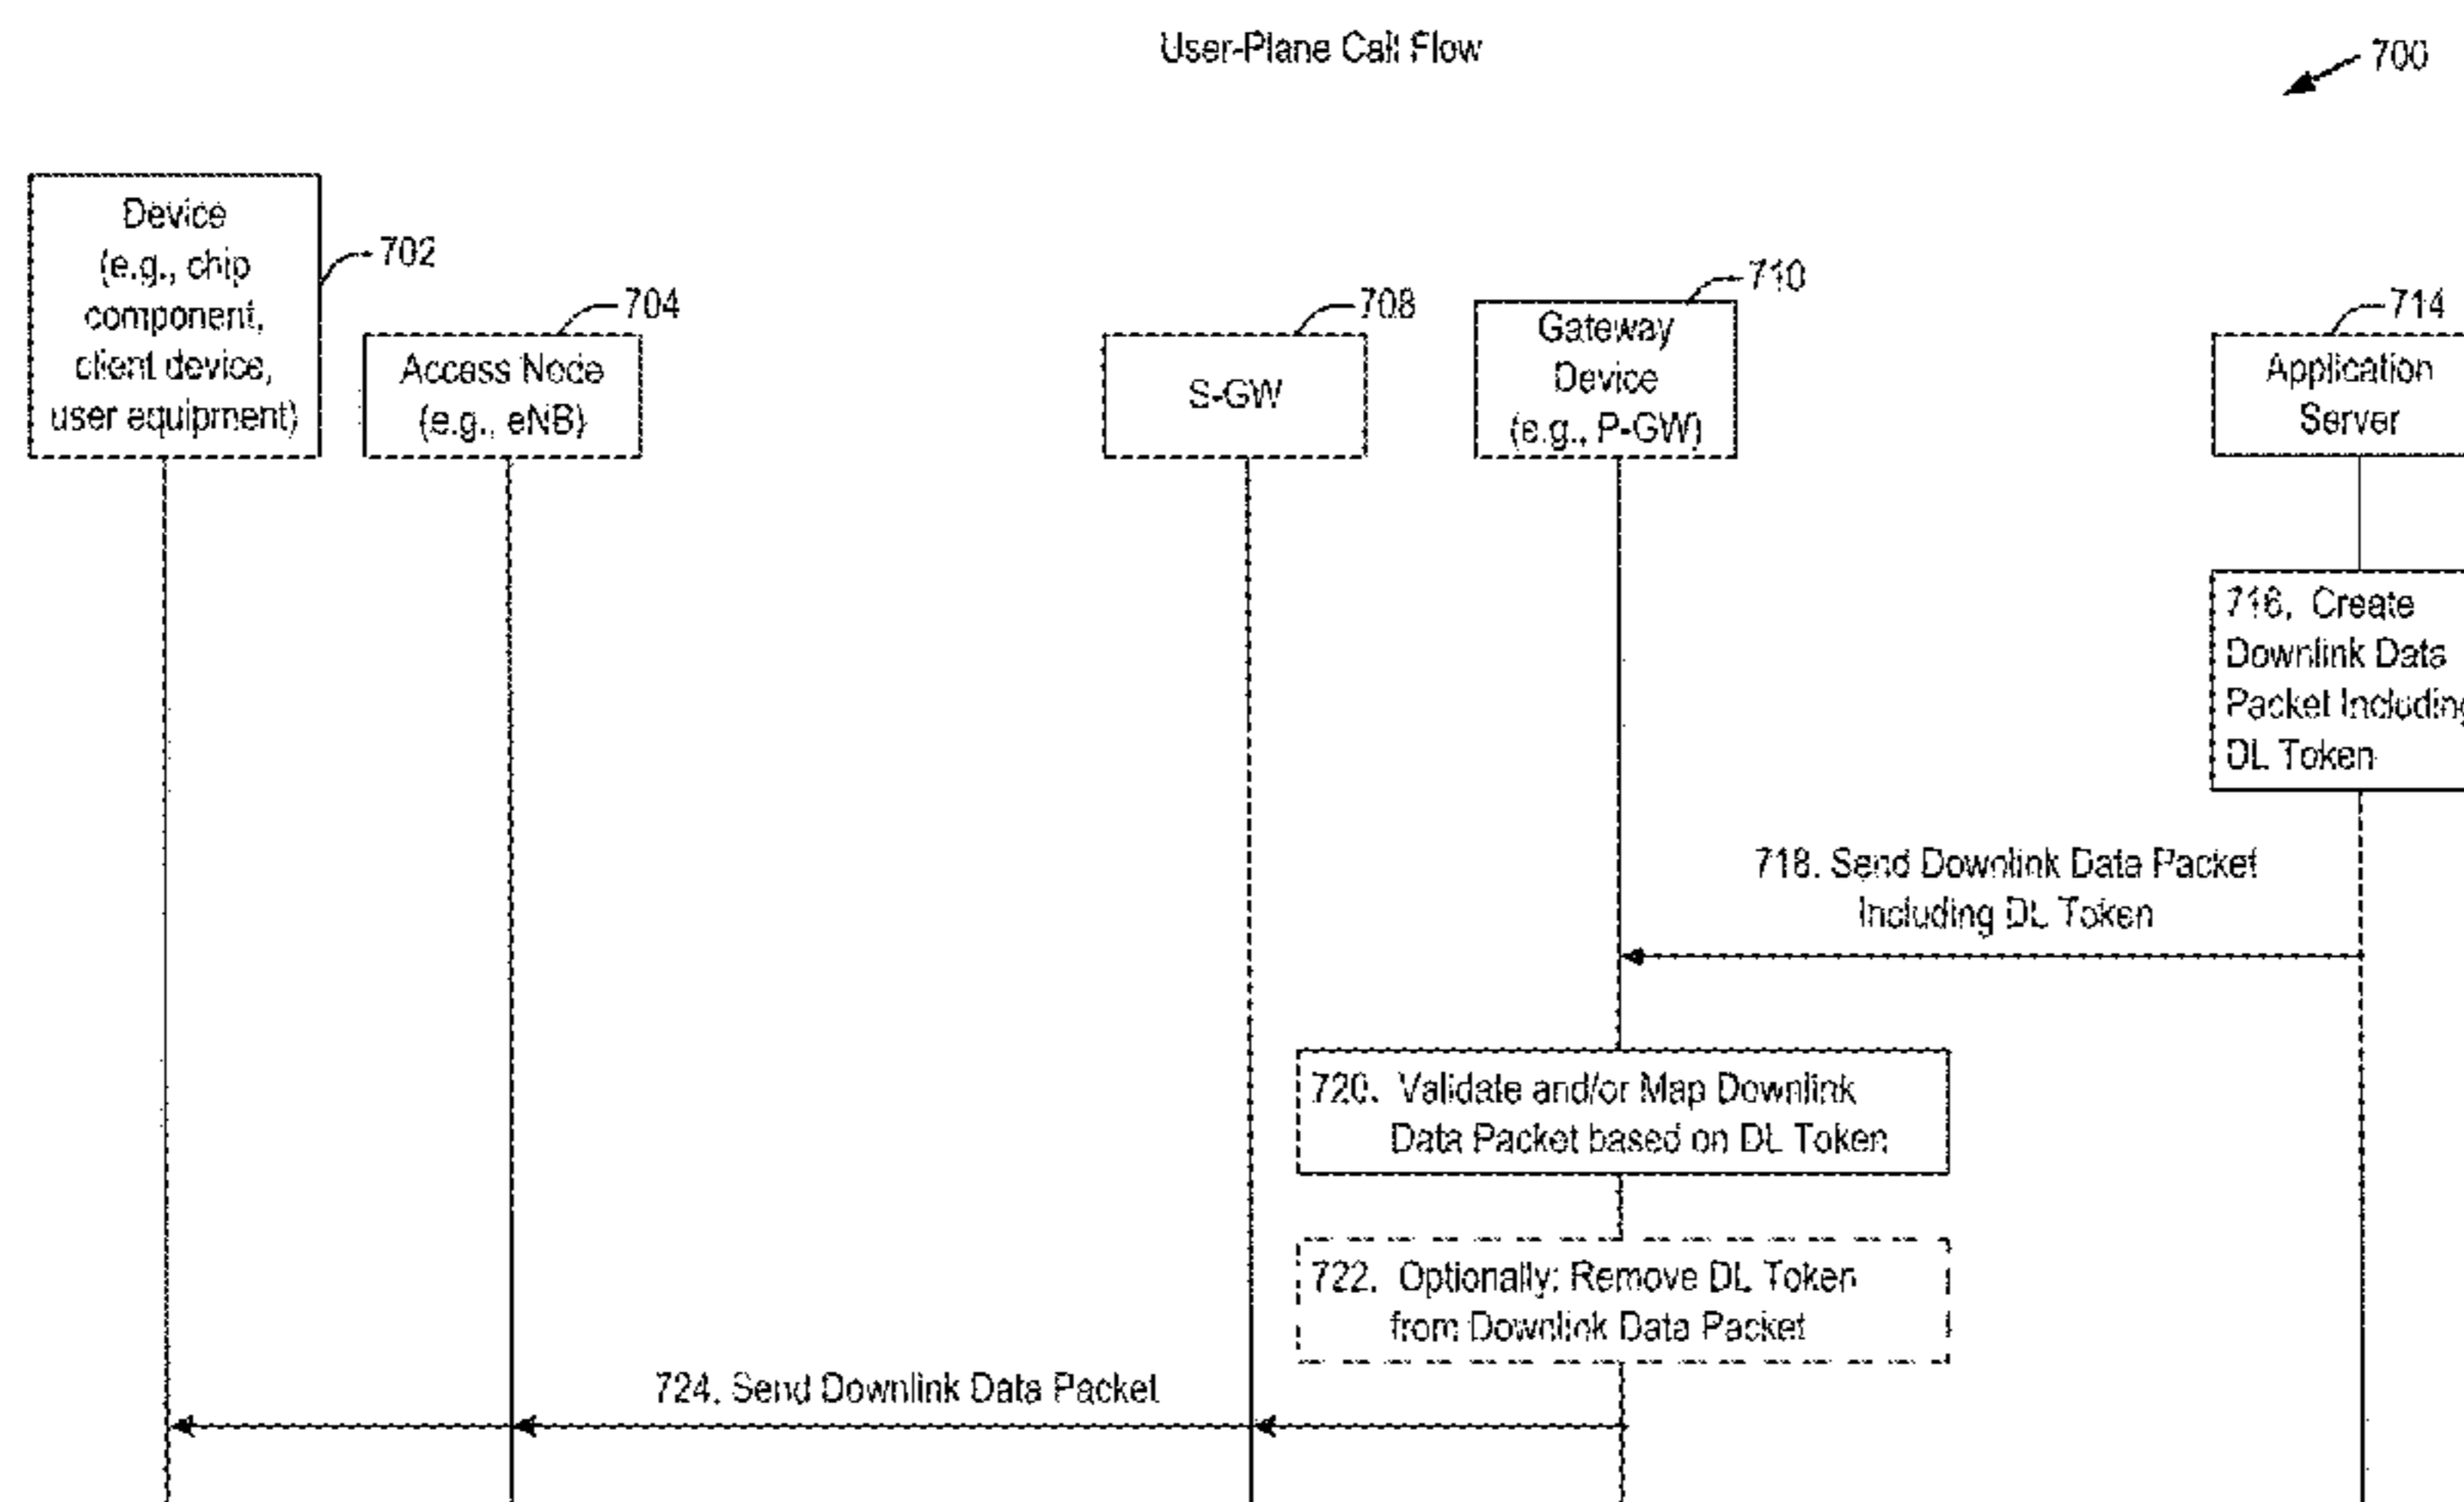 User-Plane Call Flow
700
Device
(e.g., chip
component,
client device,
user equipment)
702
Access Node
(e.g., eNB)
704
S-GW
708
Gateway
Device
(e.g., P-GW)
710
Application
Server
714
716. Create
Downlink Data
Packet Including
DL Token
718. Send Downlink Data Packet
Including DL Token
720. Validate and/or Map Downlink
Data Packet based on DL Token
722. Optionally: Remove DL Token
from Downlink Data Packet
724. Send Downlink Data Packet